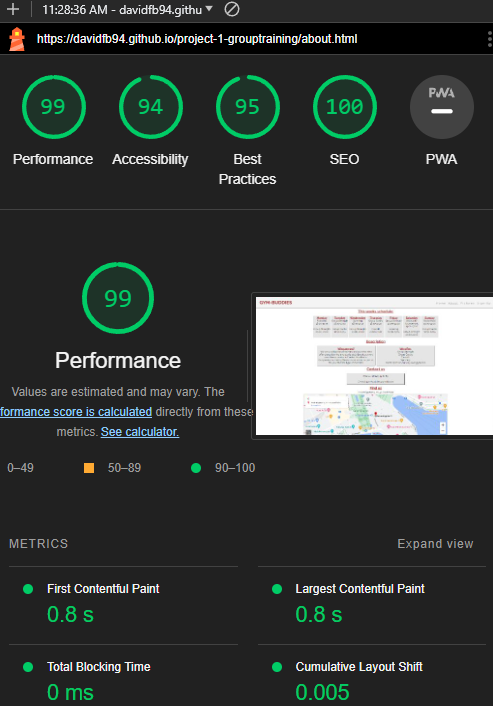 11:28:36 AM - davidfb94.githu
https://davidfb94.github.io/project-1-grouptraining/about.html
99 94 95 100 PWA
Performance Accessibility Best Practices SEO PWA
99
GYM BUDDIES
Performance
Values are estimated and may vary. The
formance score is calculated directly from these
metrics. See calculator.
0–49 50–89 90–100
METRICS Expand view
First Contentful Paint Largest Contentful Paint
0.8 s 0.8 s
Total Blocking Time Cumulative Layout Shift
0 ms 0.005